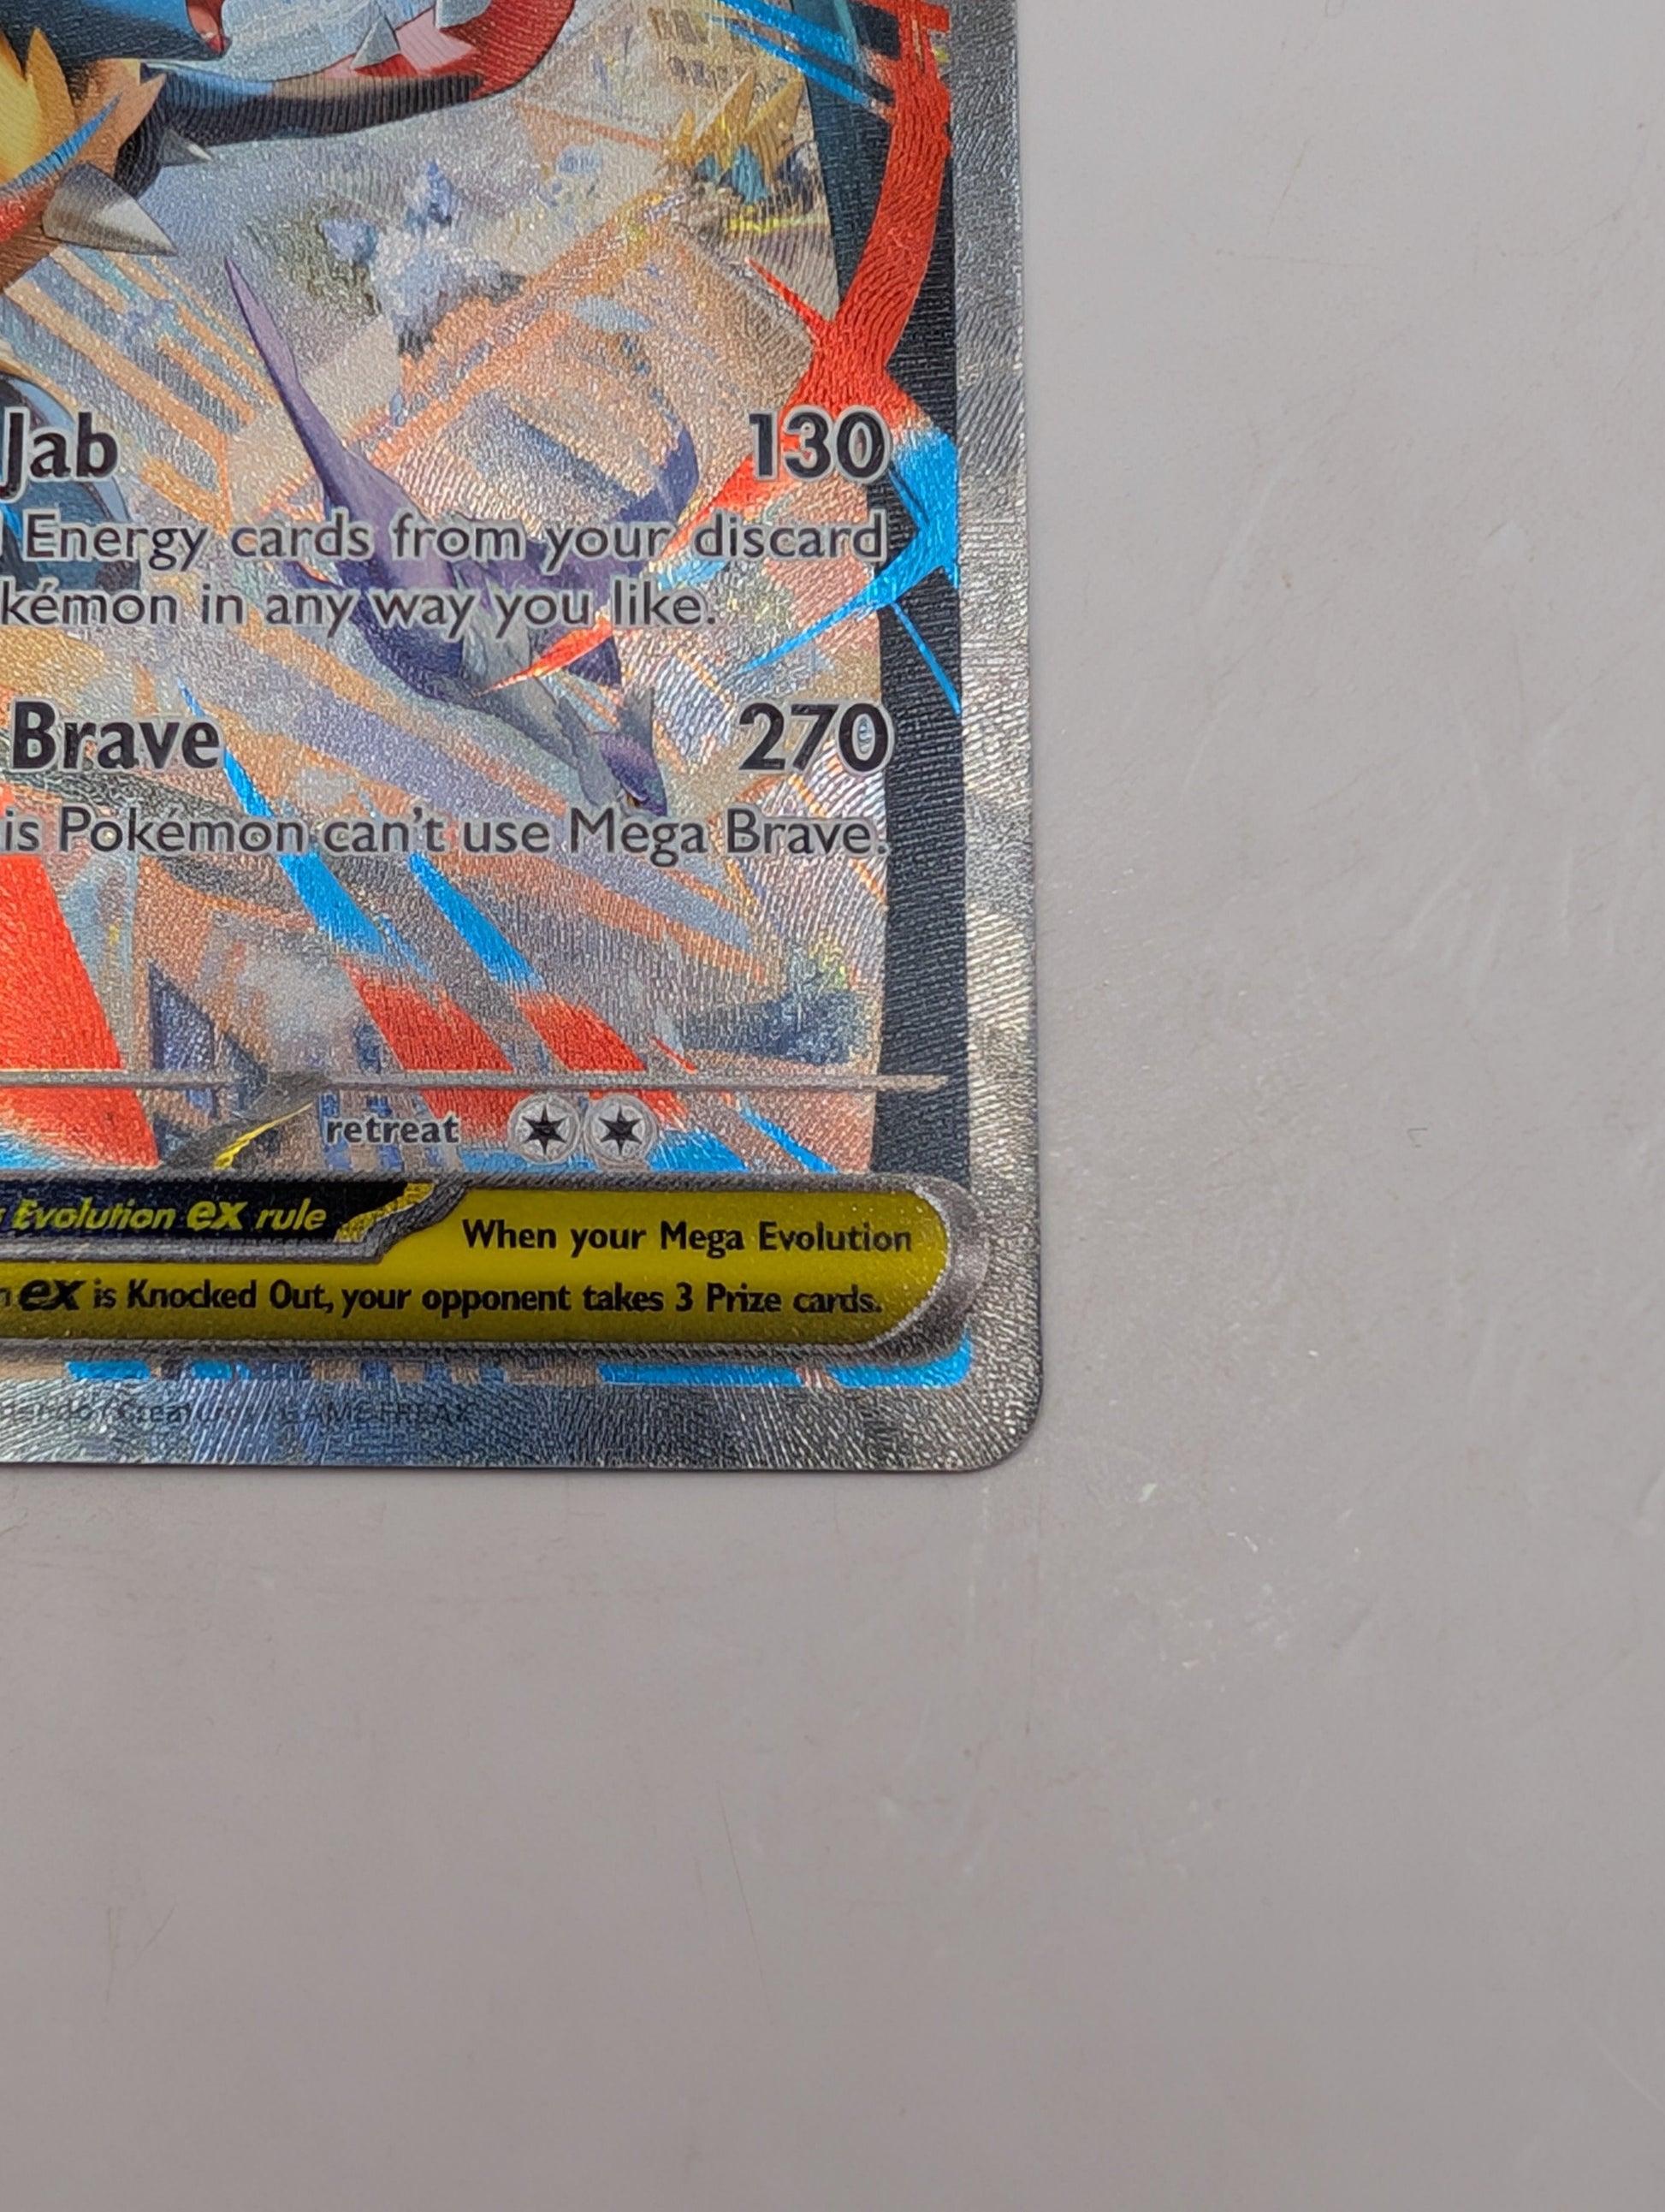 Jab 130
Energy cards from your discard
kémon in any way you like.
Brave 270
is Pokémon can't use Mega Brave.
retreat
Evolution ex rule When your Mega Evolution
ex is Knocked Out, your opponent takes 3 Prize cards.
GAME FREAK